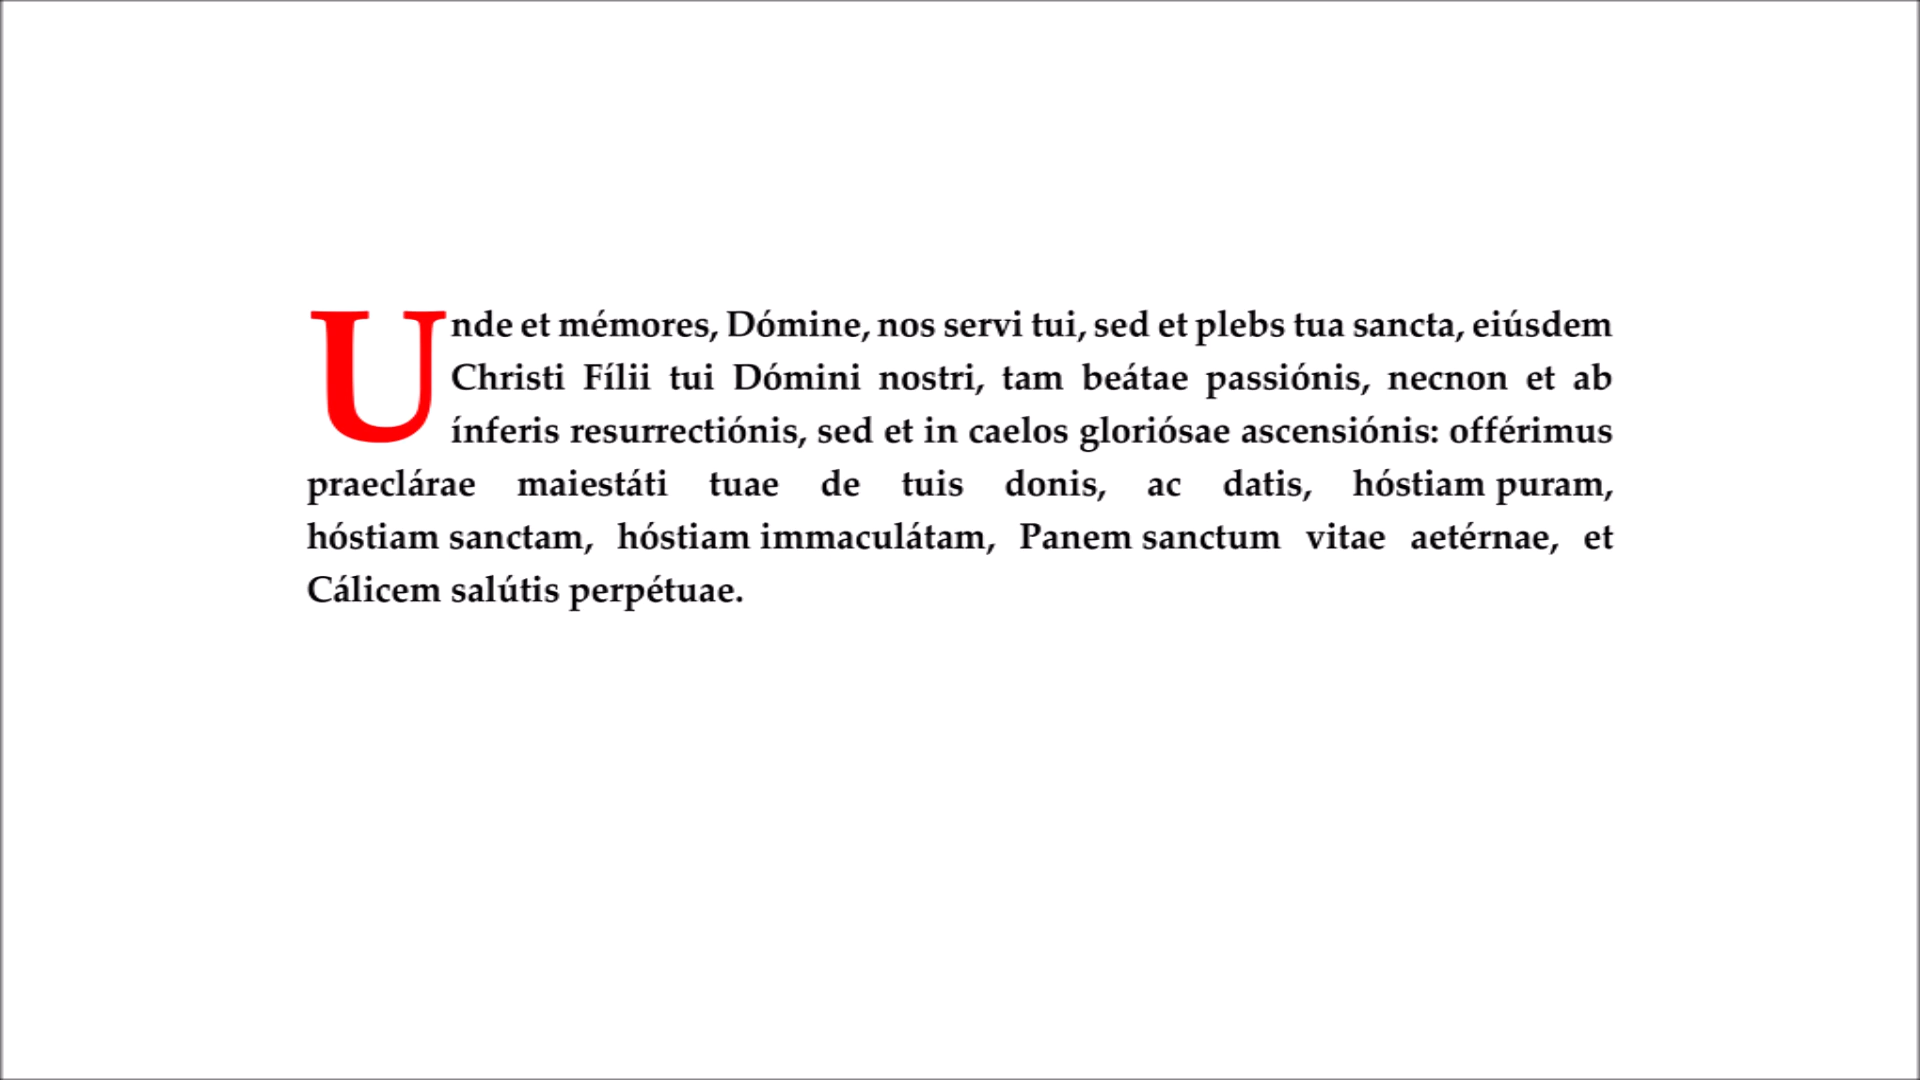 Unde et mémores, Dómine, nos servi tui, sed et plebs tua sancta, eiúsdem
Christi Fílii tui Dómini nostri, tam beátae passiónis, necnon et ab
ínferis resurrectiónis, sed et in caelos gloriósae ascensiónis: offérimus
praeclárae maiestáti tuae de tuis donis, ac datis, hóstiam puram,
hóstiam sanctam, hóstiam immaculátam, Panem sanctum vitae aetérnae, et
Cálicem salútis perpétuae.